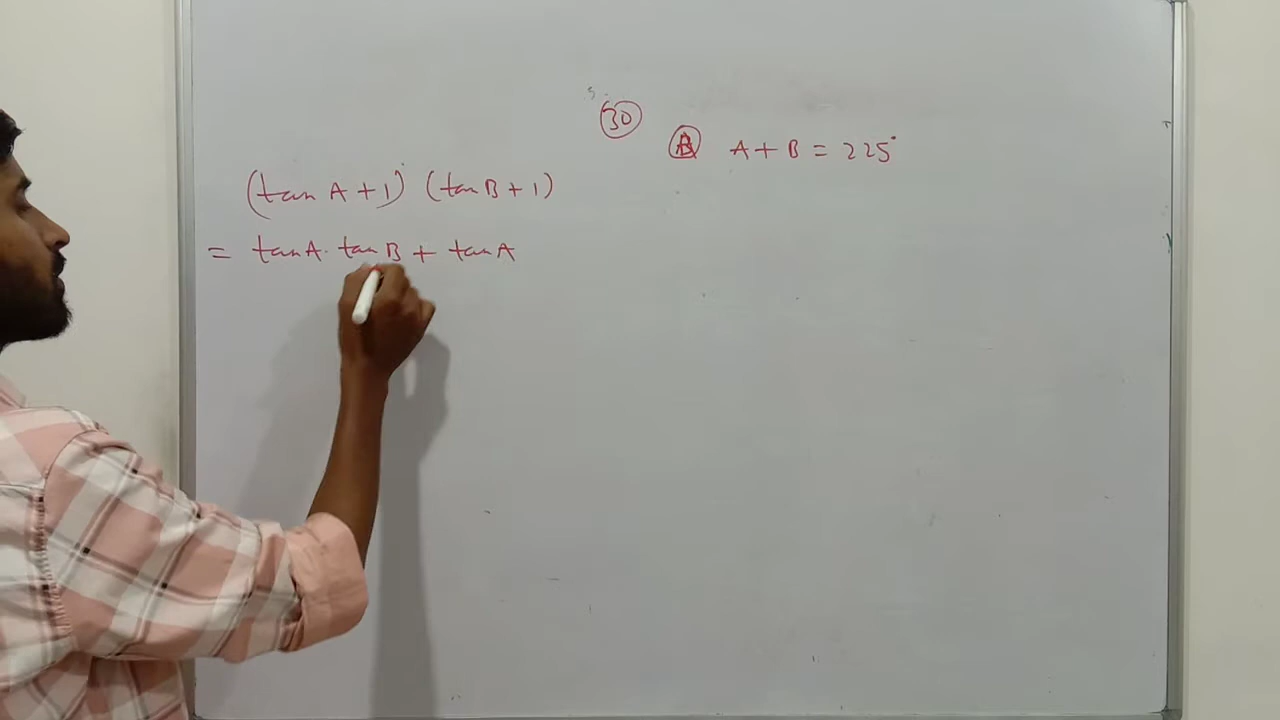 30
B A + B = 225°
(tan A + 1) (tan B + 1)
= tan A · tan B + tan A